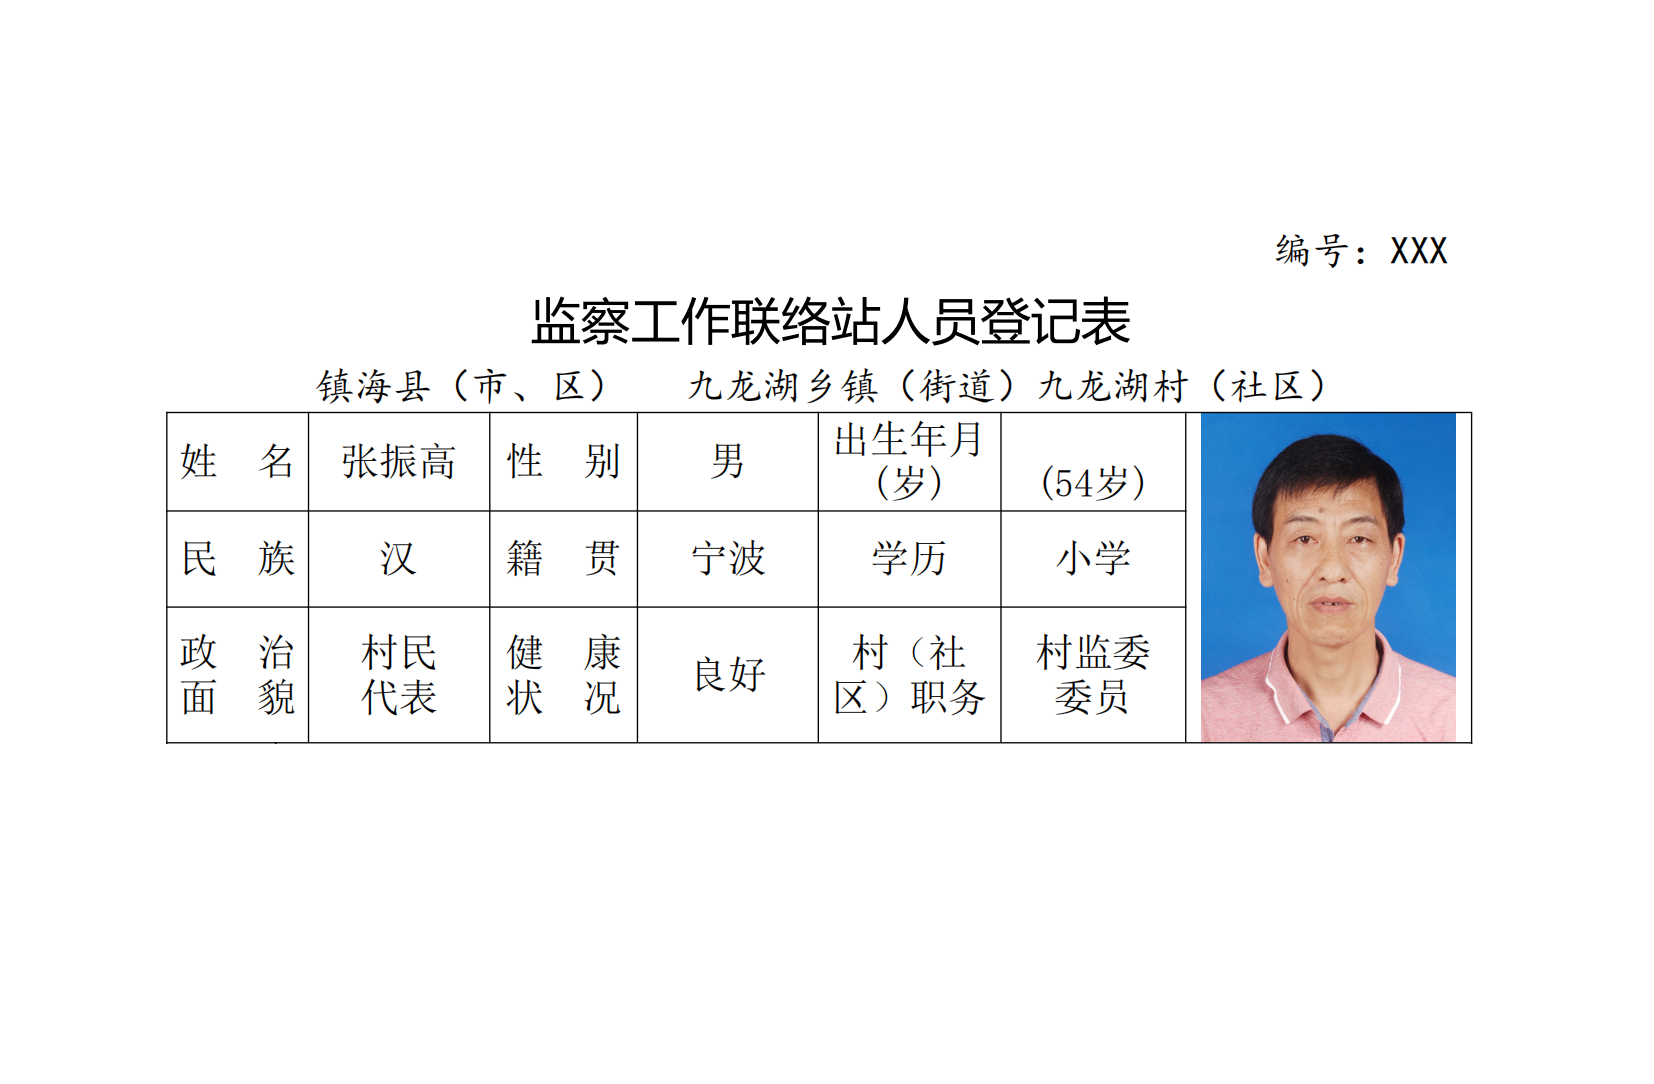 编号：XXX
监察工作联络站人员登记表
镇海县（市、区） 九龙湖乡镇（街道）九龙湖村（社区）
姓 名 张振高 性 别 男 出生年月（岁） （54岁）
民 族 汉 籍 贯 宁波 学历 小学
政 治 面 貌 村民代表 健 康 状 况 良好 村（社区）职务 村监委委员